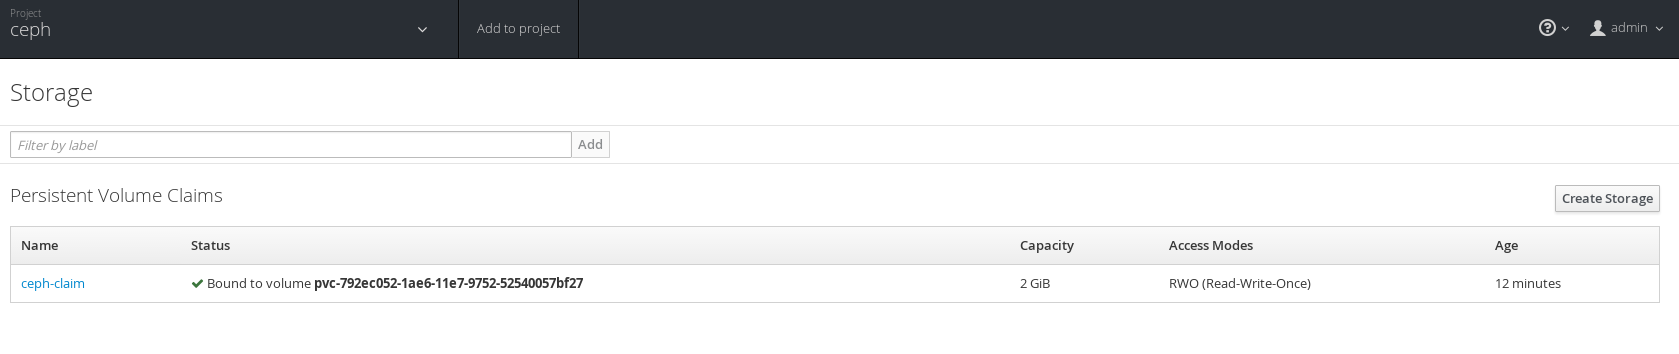 Project
ceph
Add to project
admin
Storage
Filter by label
Add
Persistent Volume Claims
Create Storage
Name Status Capacity Access Modes Age
ceph-claim Bound to volume pvc-792ec052-1ae6-11e7-9752-52540057bf27 2 GiB RWO (Read-Write-Once) 12 minutes